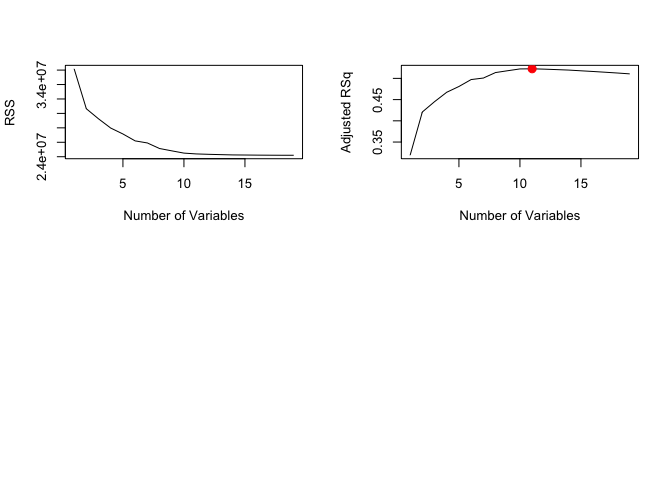 RSS
2.4e+07
3.4e+07
5
10
15
Number of Variables
Adjusted RSq
0.35
0.45
5
10
15
Number of Variables